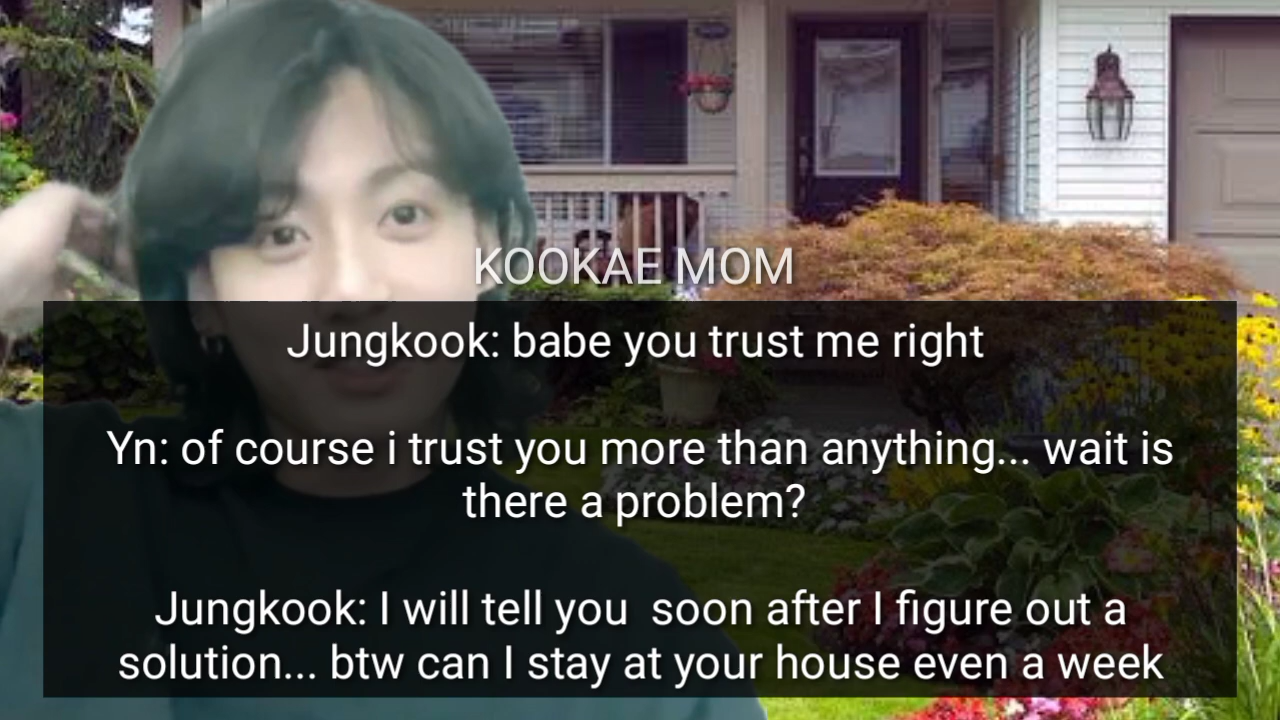 KOOKAE MOM
Jungkook: babe you trust me right
Yn: of course i trust you more than anything... wait is
there a problem?
Jungkook: I will tell you  soon after I figure out a
solution... btw can I stay at your house even a week